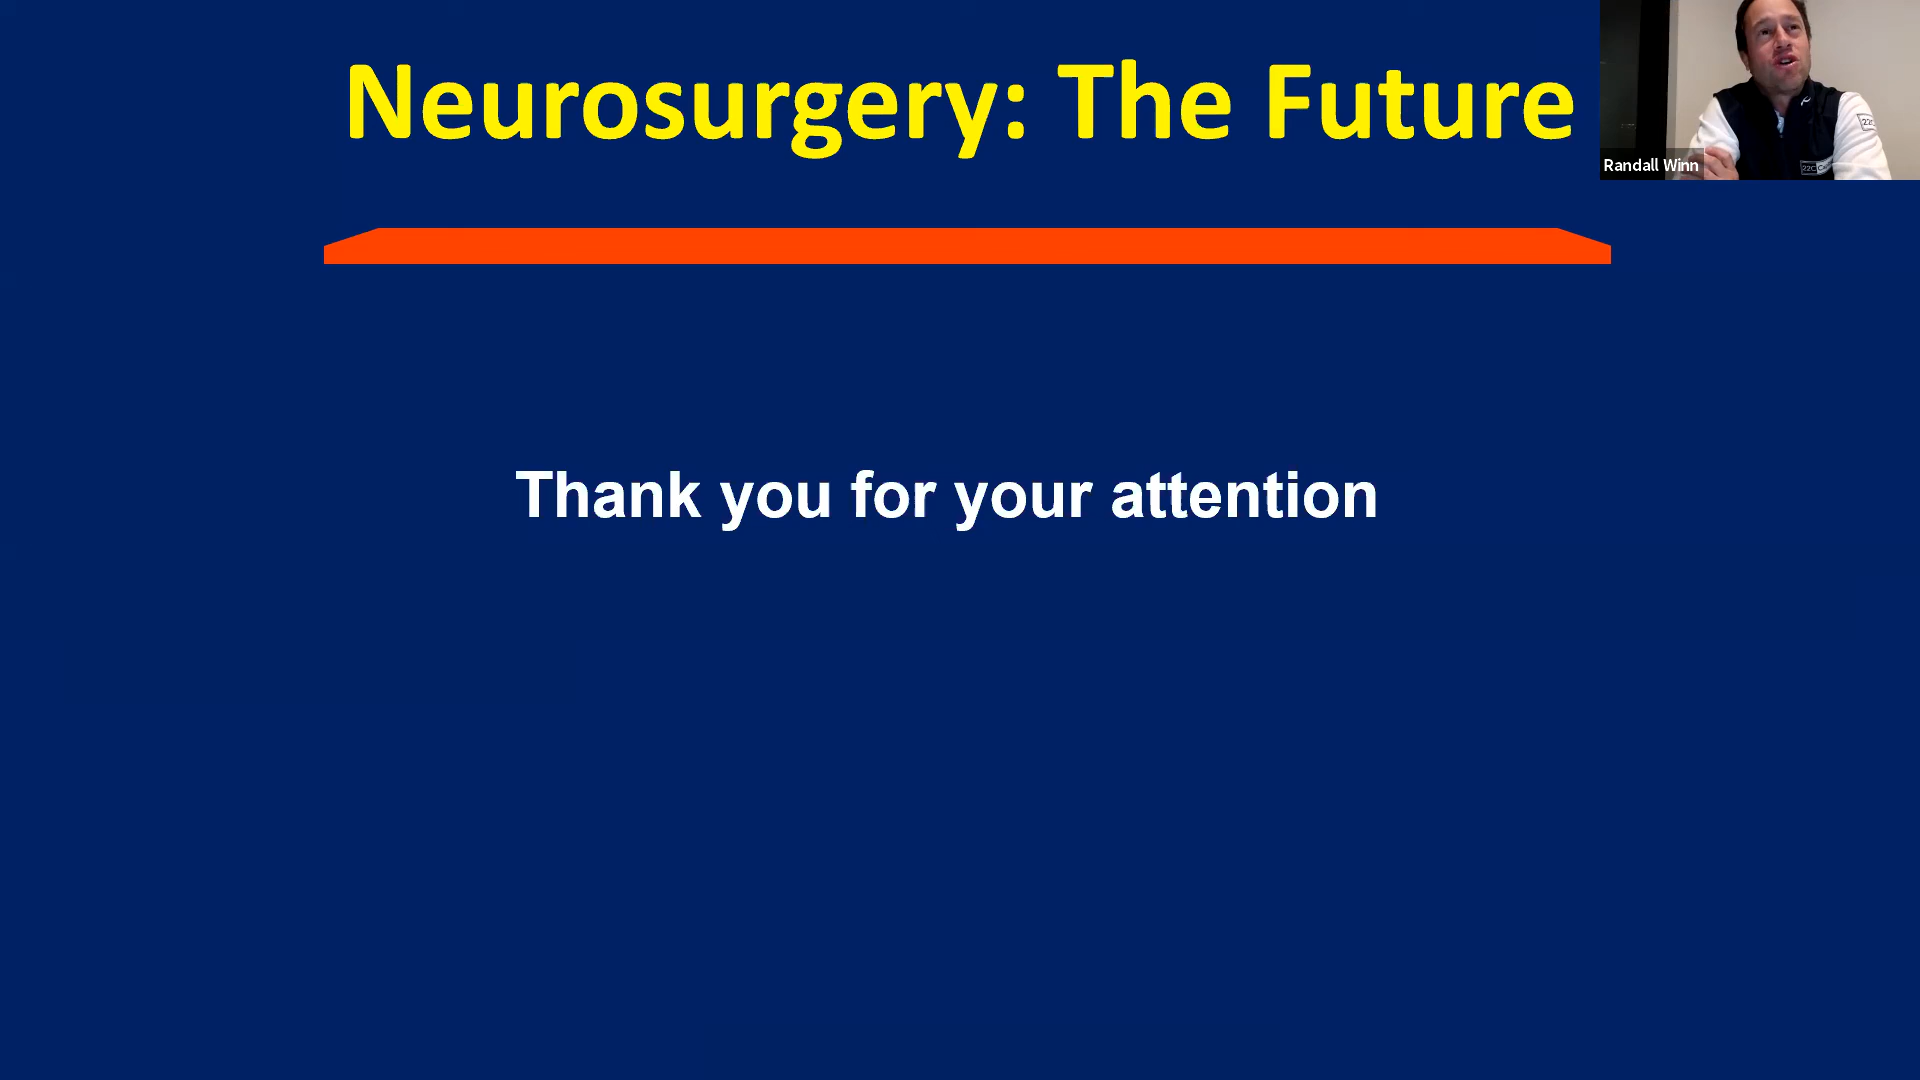 Neurosurgery: The Future
Randall Winn
Thank you for your attention